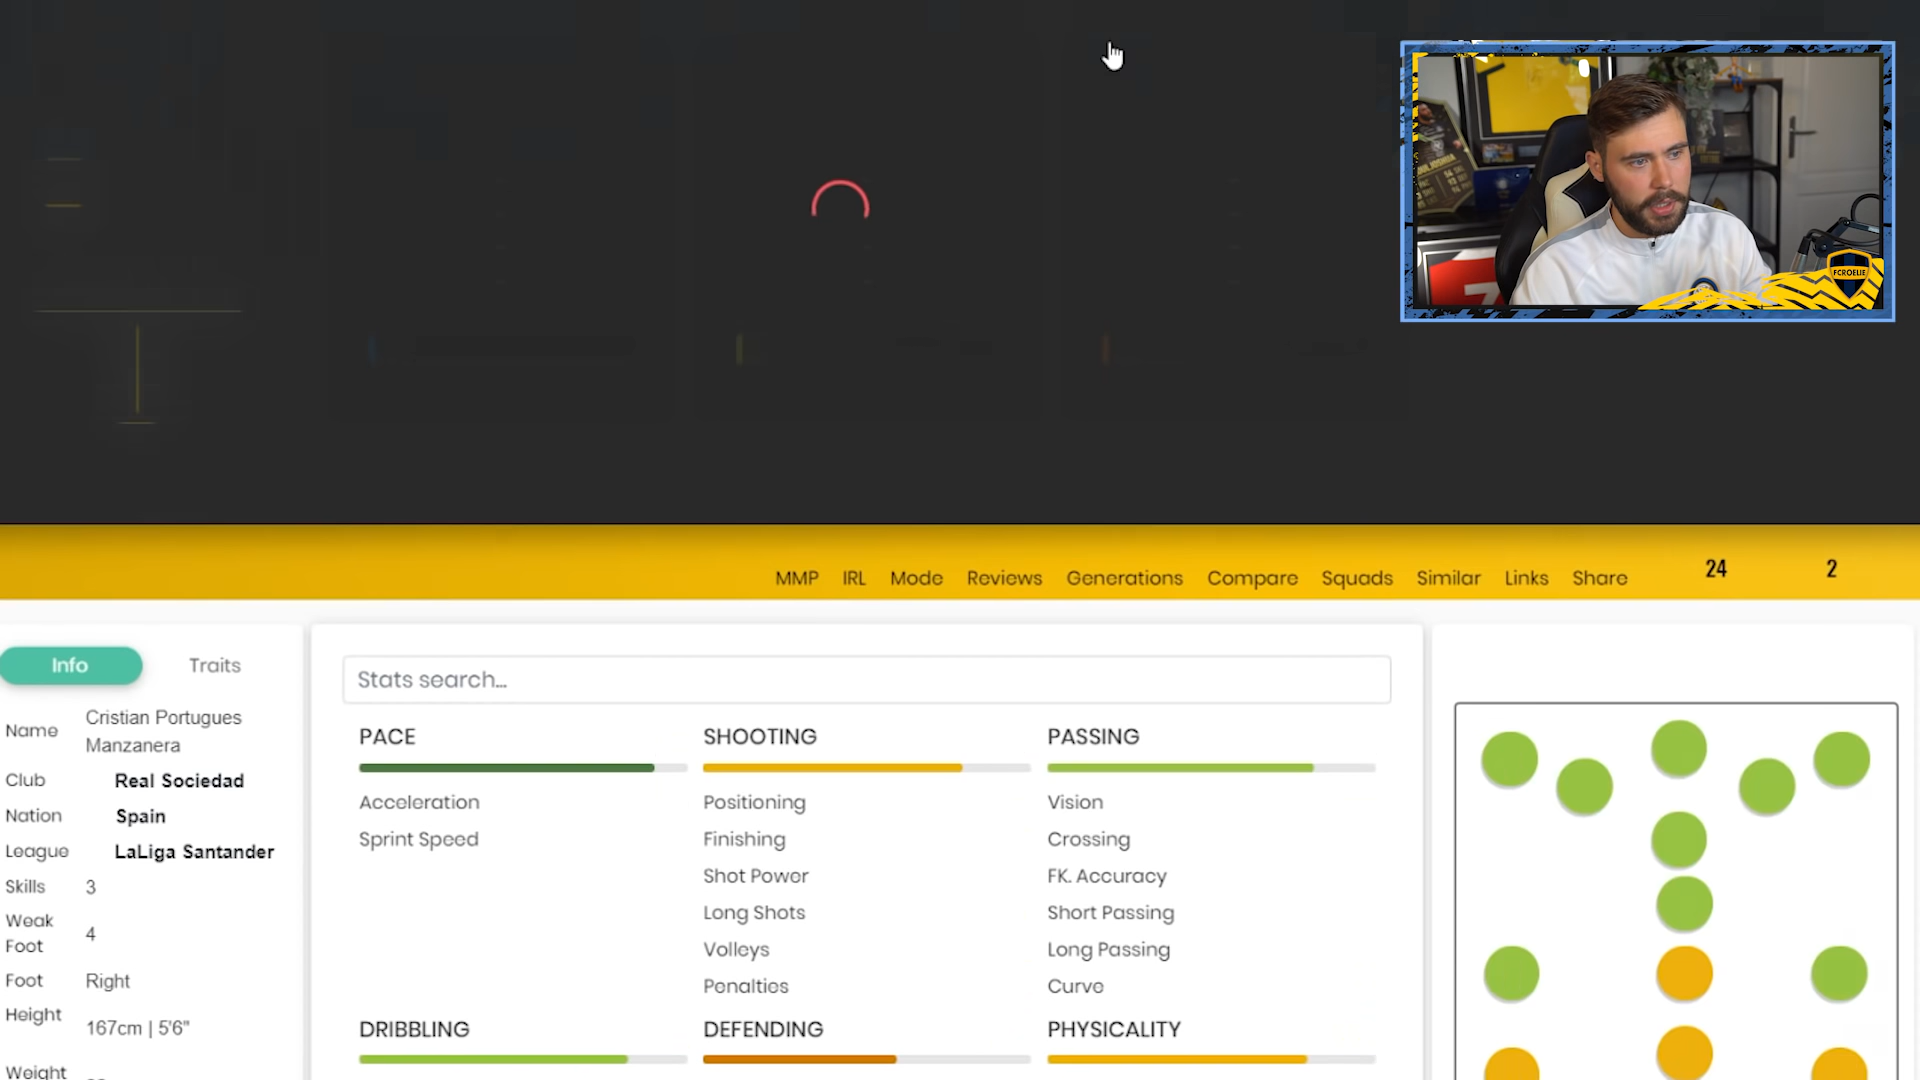 FCROELIE
MMP IRL Mode Reviews Generations Compare Squads Similar Links Share 24 2
Info Traits
Name Cristian Portugues Manzanera
Club Real Sociedad
Nation Spain
League LaLiga Santander
Skills 3
Weak Foot 4
Foot Right
Height 167cm | 5'6"
Weight
Stats search...
PACE
Acceleration
Sprint Speed
SHOOTING
Positioning
Finishing
Shot Power
Long Shots
Volleys
Penalties
PASSING
Vision
Crossing
FK. Accuracy
Short Passing
Long Passing
Curve
DRIBBLING
DEFENDING
PHYSICALITY